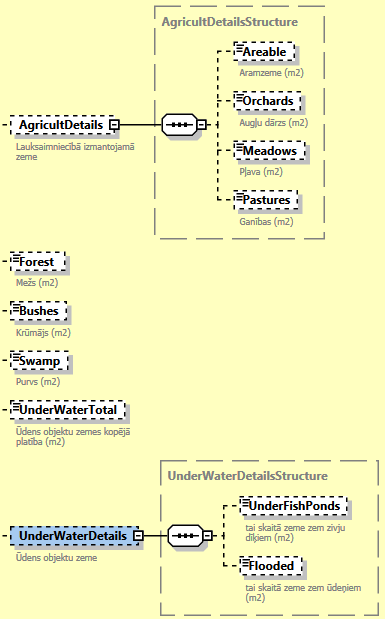 AgricultDetailsStructure
Areable
Aramzeme (m2)
Orchards
Augļu dārzs (m2)
AgricultDetails
Lauksaimniecībā izmantojamā
zeme
Meadows
Pļava (m2)
Pastures
Ganības (m2)
Forest
Mežs (m2)
Bushes
Krūmājs (m2)
Swamp
Purvs (m2)
UnderWaterTotal
Ūdens objektu zemes kopējā
platība (m2)
UnderWaterDetailsStructure
UnderFishPonds
tai skaitā zeme zem zivju
dīķiem (m2)
UnderWaterDetails
Ūdens objektu zeme
Flooded
tai skaitā zeme zem ūdeņiem
(m2)